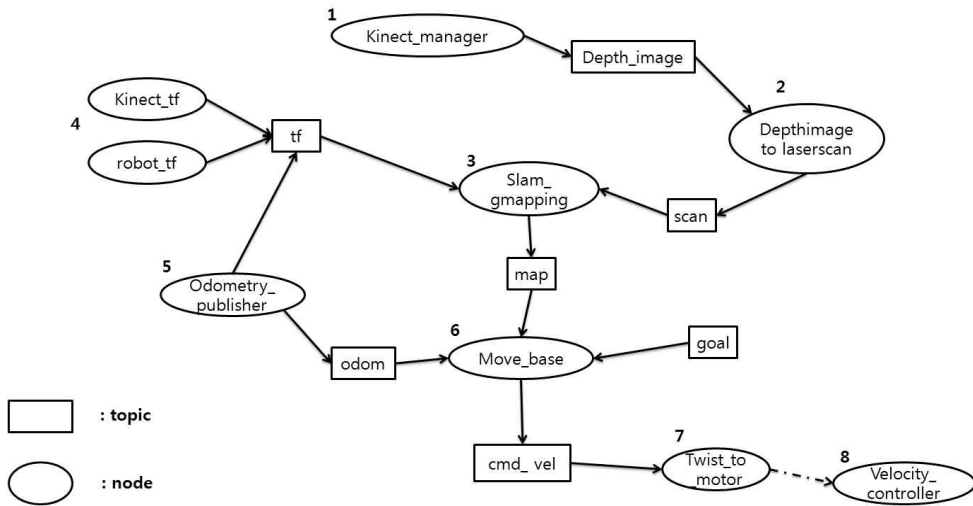 1
Kinect_manager
Depth_image
2
Depthimage
to laserscan
Kinect_tf
4
robot_tf
tf
3
Slam_
gmapping
scan
map
5
Odometry_
publisher
odom
6
Move_base
goal
cmd_ vel
7
Twist_to
_motor
8
Velocity_
controller
: topic
: node